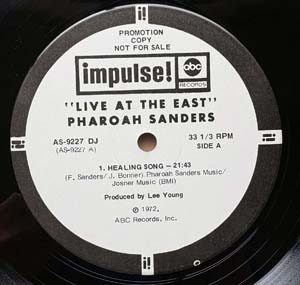 PROMOTION
COPY
NOT FOR SALE
impulse! abc
RECORDS
"LIVE AT THE EAST"
PHAROAH SANDERS
AS-9227 DJ 33 1/3 RPM
(AS-9227 A) SIDE A
1. HEALING SONG — 21:43
(F. Sanders/ J. Bonner) Pharoah Sanders Music/
Josner Music (BMI)
Produced by Lee Young
℗ 1972,
ABC Records, Inc.